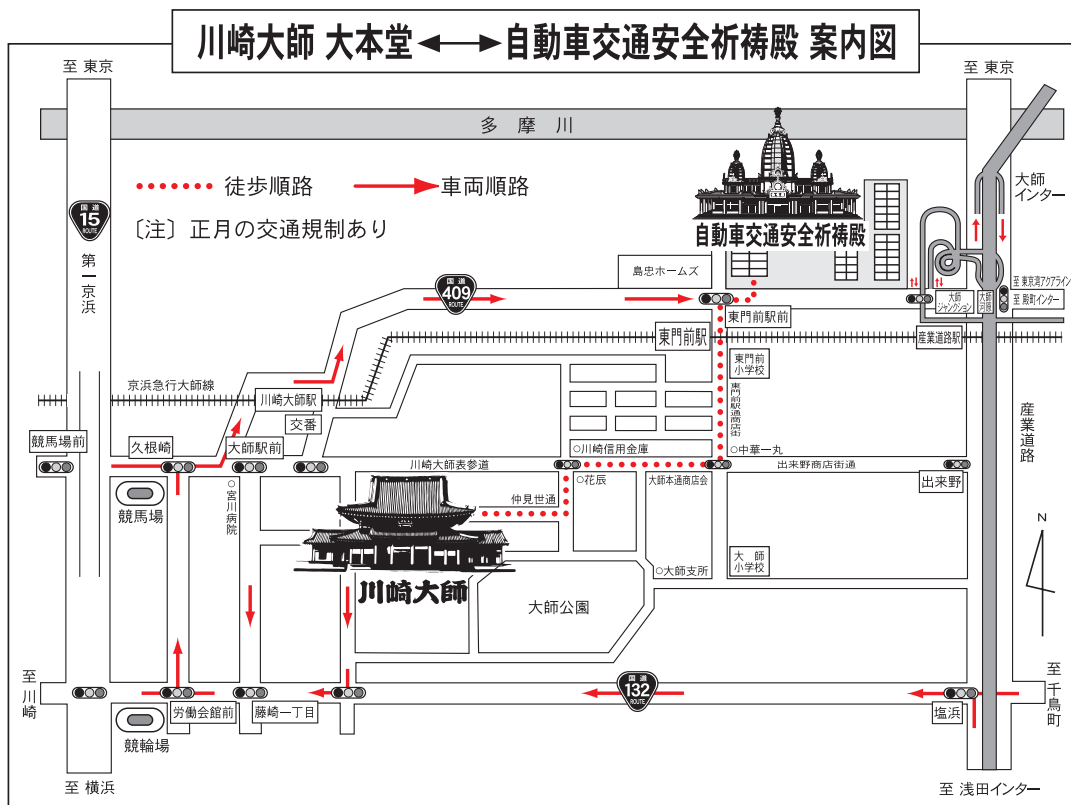 川崎大師 大本堂 ⟷ 自動車交通安全祈祷殿 案内図
至 東京
至 東京
多摩川
徒歩順路
車両順路
〔注〕正月の交通規制あり
国道
15
ROUTE
第一京浜
大師
インター
自動車交通安全祈祷殿
島忠ホームズ
国道
409
ROUTE
東門前駅前
大師
ジャンクション
大師河原
至 東京湾アクアライン
至 殿町インター
東門前駅
産業道路駅
東門前
小学校
東門前駅通商店街
京浜急行大師線
川崎大師駅
交番
産業道路
競馬場前
久根崎
大師駅前
○川崎信用金庫
○中華一丸
川崎大師表参道
出来野商店街通
○宮川病院
競馬場
仲見世通
○花辰
大師本通商店会
出来野
川崎大師
大師
小学校
○大師支所
大師公園
N
至川崎
国道
132
ROUTE
至千鳥町
労働会館前
藤崎一丁目
塩浜
競輪場
至 横浜
至 浅田インター